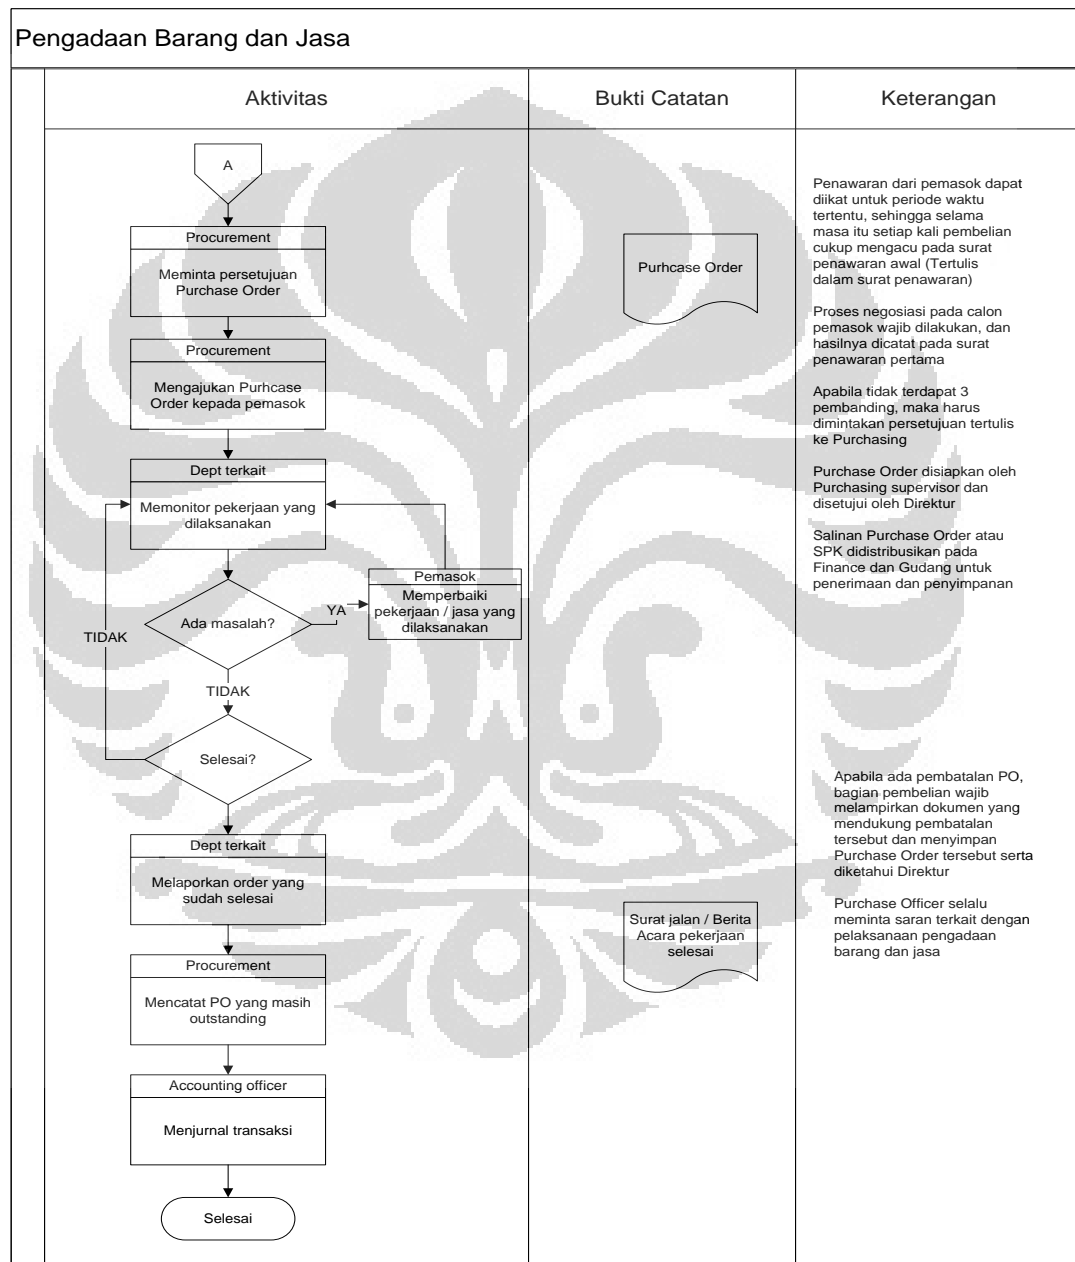 Pengadaan Barang dan Jasa
Aktivitas
Bukti Catatan
Keterangan
A
Procurement
Meminta persetujuan
Purchase Order
Procurement
Mengajukan Purhcase
Order kepada pemasok
Dept terkait
Memonitor pekerjaan yang
dilaksanakan
Pemasok
Memperbaiki
pekerjaan / jasa yang
dilaksanakan
Ada masalah?
YA
TIDAK
TIDAK
Selesai?
Dept terkait
Melaporkan order yang
sudah selesai
Procurement
Mencatat PO yang masih
outstanding
Accounting officer
Menjurnal transaksi
Selesai
Purhcase Order
Surat jalan / Berita
Acara pekerjaan
selesai
Penawaran dari pemasok dapat
diikat untuk periode waktu
tertentu, sehingga selama
masa itu setiap kali pembelian
cukup mengacu pada surat
penawaran awal (Tertulis
dalam surat penawaran)
Proses negosiasi pada calon
pemasok wajib dilakukan, dan
hasilnya dicatat pada surat
penawaran pertama
Apabila tidak terdapat 3
pembanding, maka harus
dimintakan persetujuan tertulis
ke Purchasing
Purchase Order disiapkan oleh
Purchasing supervisor dan
disetujui oleh Direktur
Salinan Purchase Order atau
SPK didistribusikan pada
Finance dan Gudang untuk
penerimaan dan penyimpanan
Apabila ada pembatalan PO,
bagian pembelian wajib
melampirkan dokumen yang
mendukung pembatalan
tersebut dan menyimpan
Purchase Order tersebut serta
diketahui Direktur
Purchase Officer selalu
meminta saran terkait dengan
pelaksanaan pengadaan
barang dan jasa